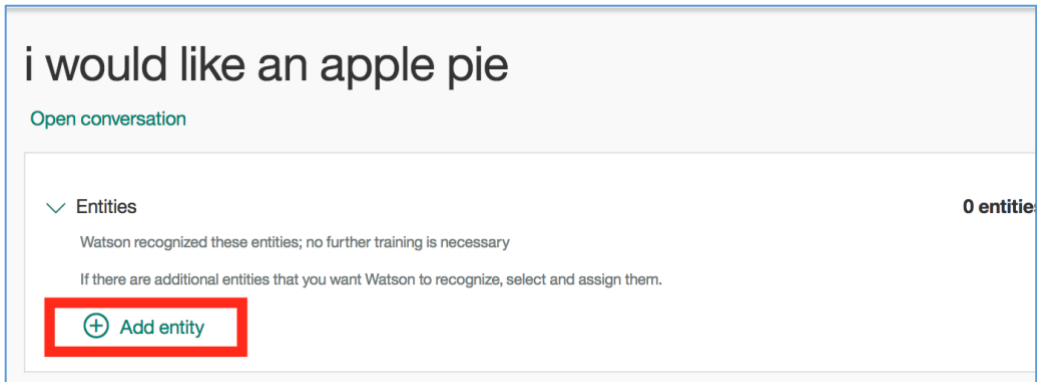 i would like an apple pie
Open conversation
Entities
0 entities
Watson recognized these entities; no further training is necessary
If there are additional entities that you want Watson to recognize, select and assign them.
Add entity